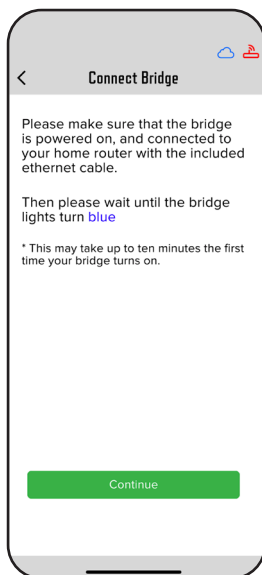 Connect Bridge
Please make sure that the bridge
is powered on, and connected to
your home router with the included
ethernet cable.
Then please wait until the bridge
lights turn blue
* This may take up to ten minutes the first
time your bridge turns on.
Continue